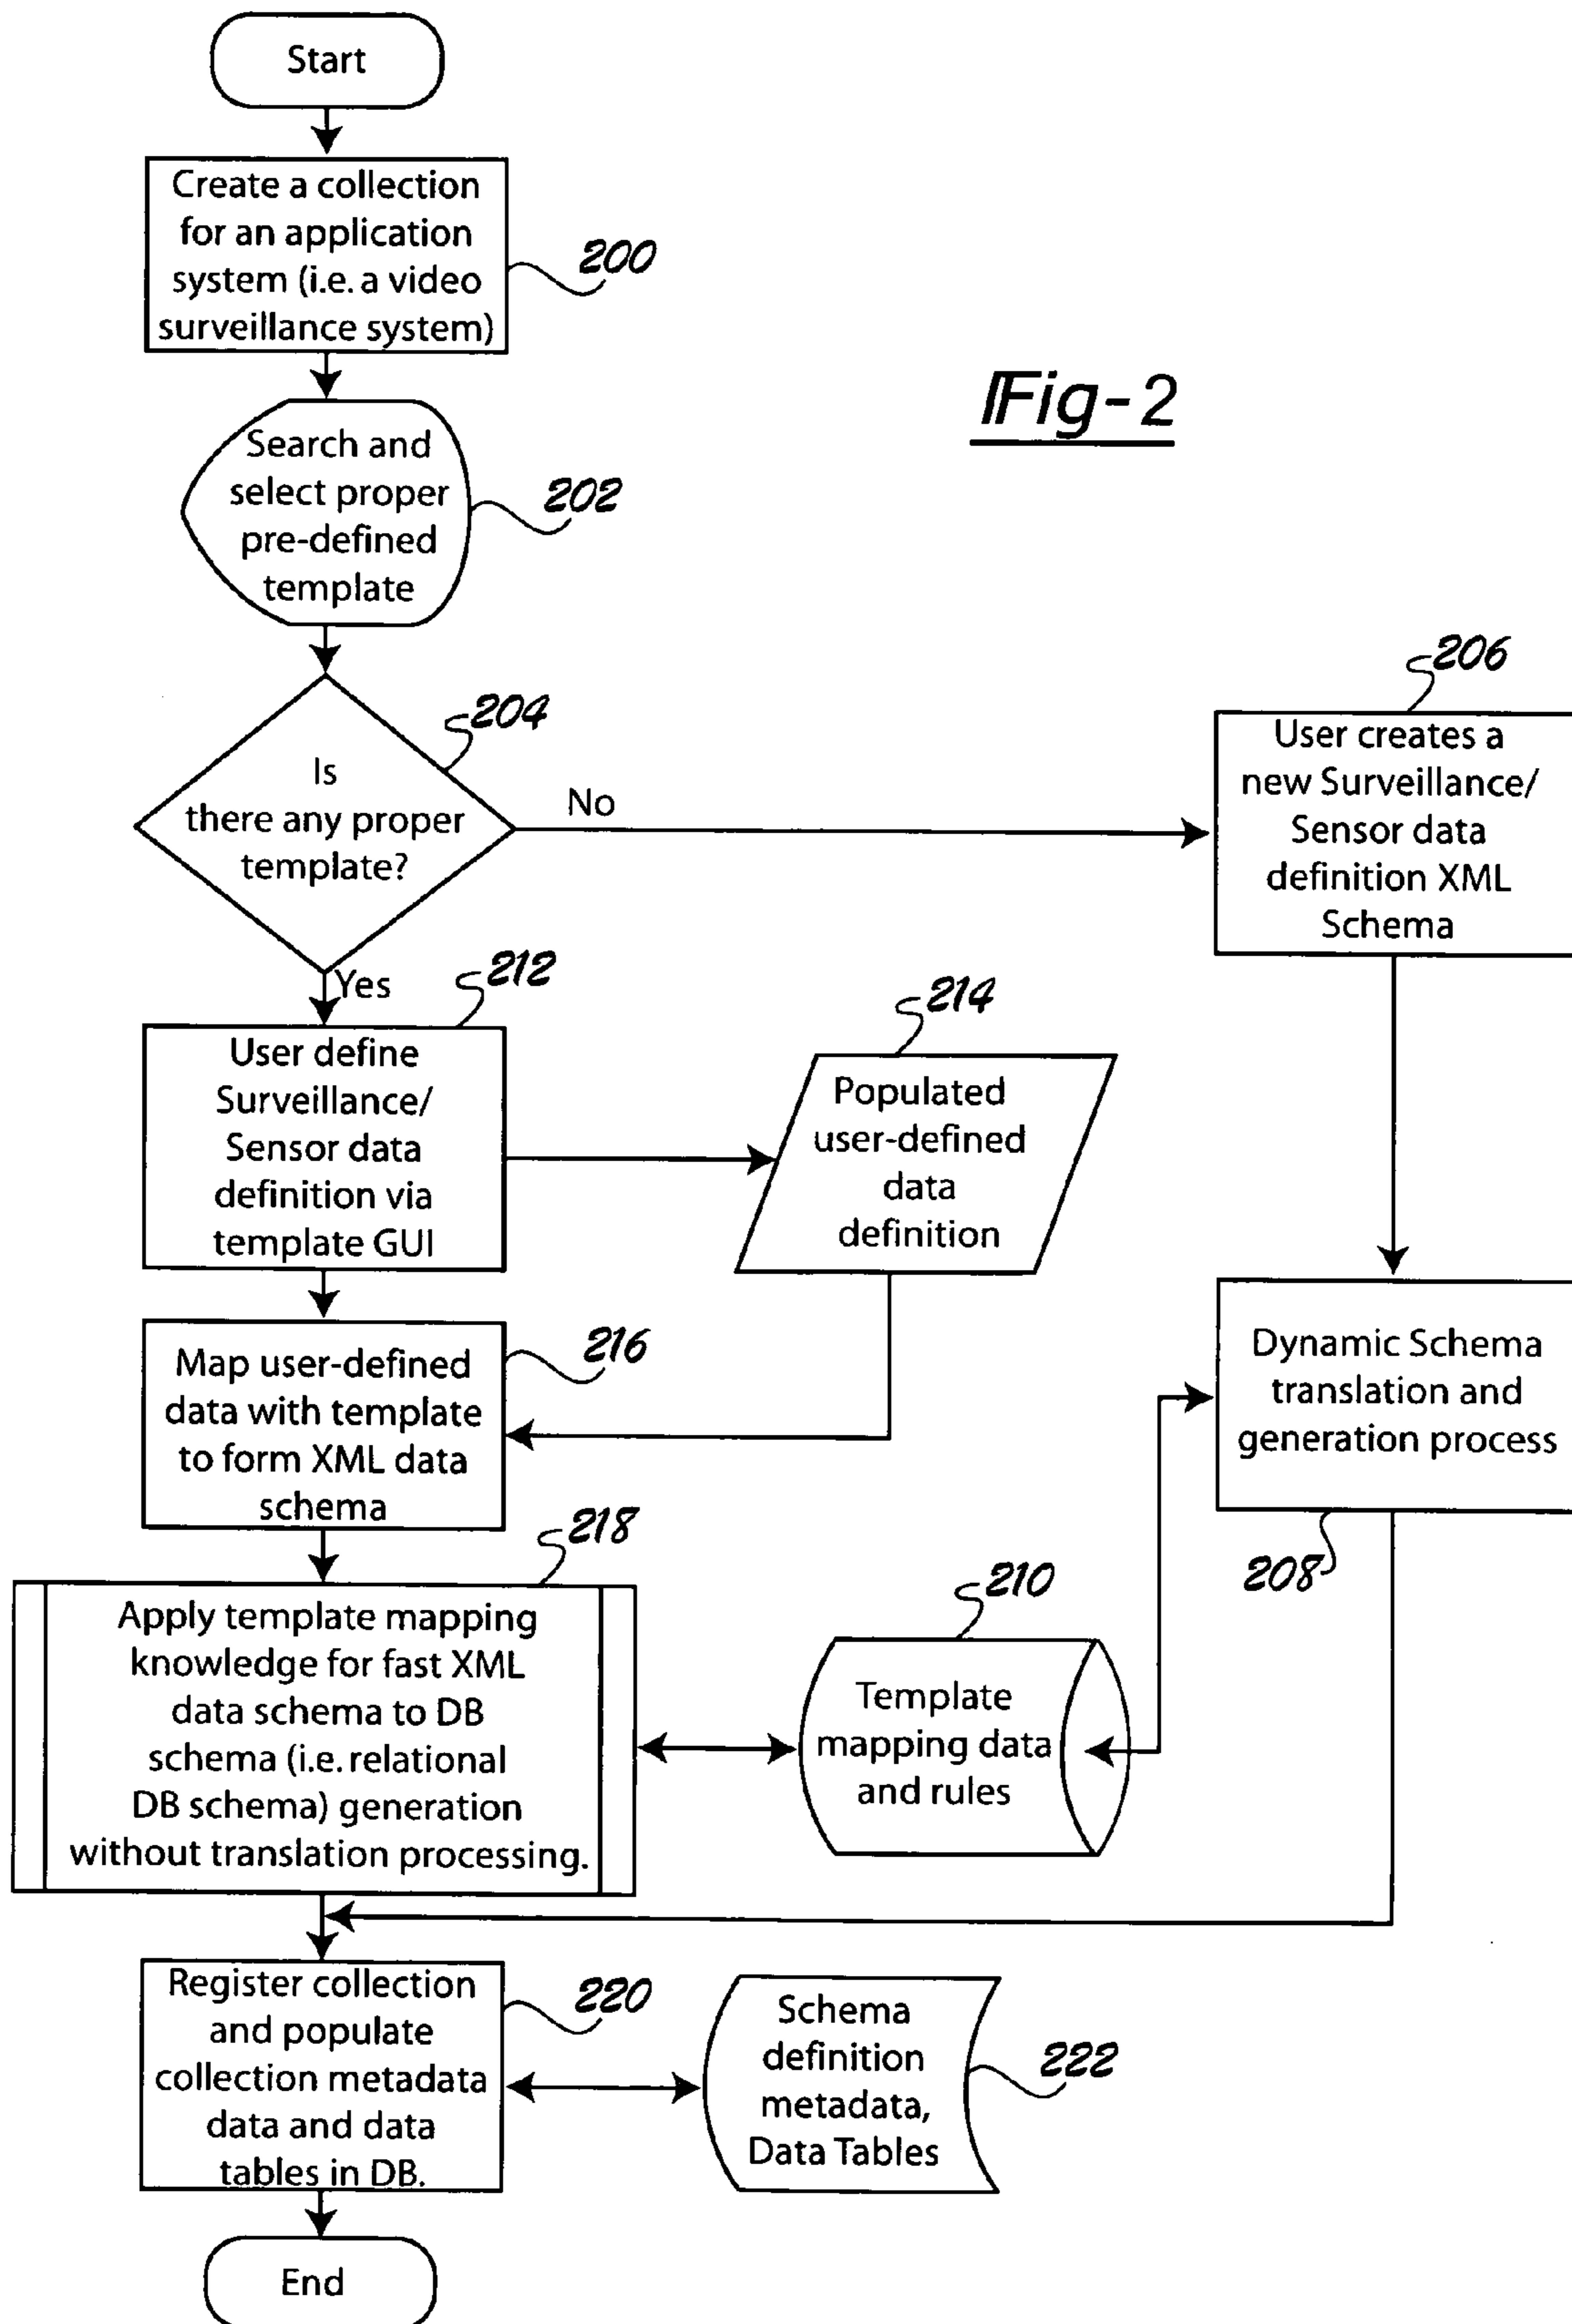 Start
Create a collection
for an application
system (i.e. a video
surveillance system)
200
Fig-2
Search and
select proper
pre-defined
template
202
204
Is
there any proper
template?
No
206
User creates a
new Surveillance/
Sensor data
definition XML
Schema
Yes
212
User define
Surveillance/
Sensor data
definition via
template GUI
214
Populated
user-defined
data
definition
216
Map user-defined
data with template
to form XML data
schema
Dynamic Schema
translation and
generation process
208
218
Apply template mapping
knowledge for fast XML
data schema to DB
schema (i.e. relational
DB schema) generation
without translation processing.
210
Template
mapping data
and rules
Register collection
and populate
collection metadata
data and data
tables in DB.
220
Schema
definition
metadata,
Data Tables
222
End